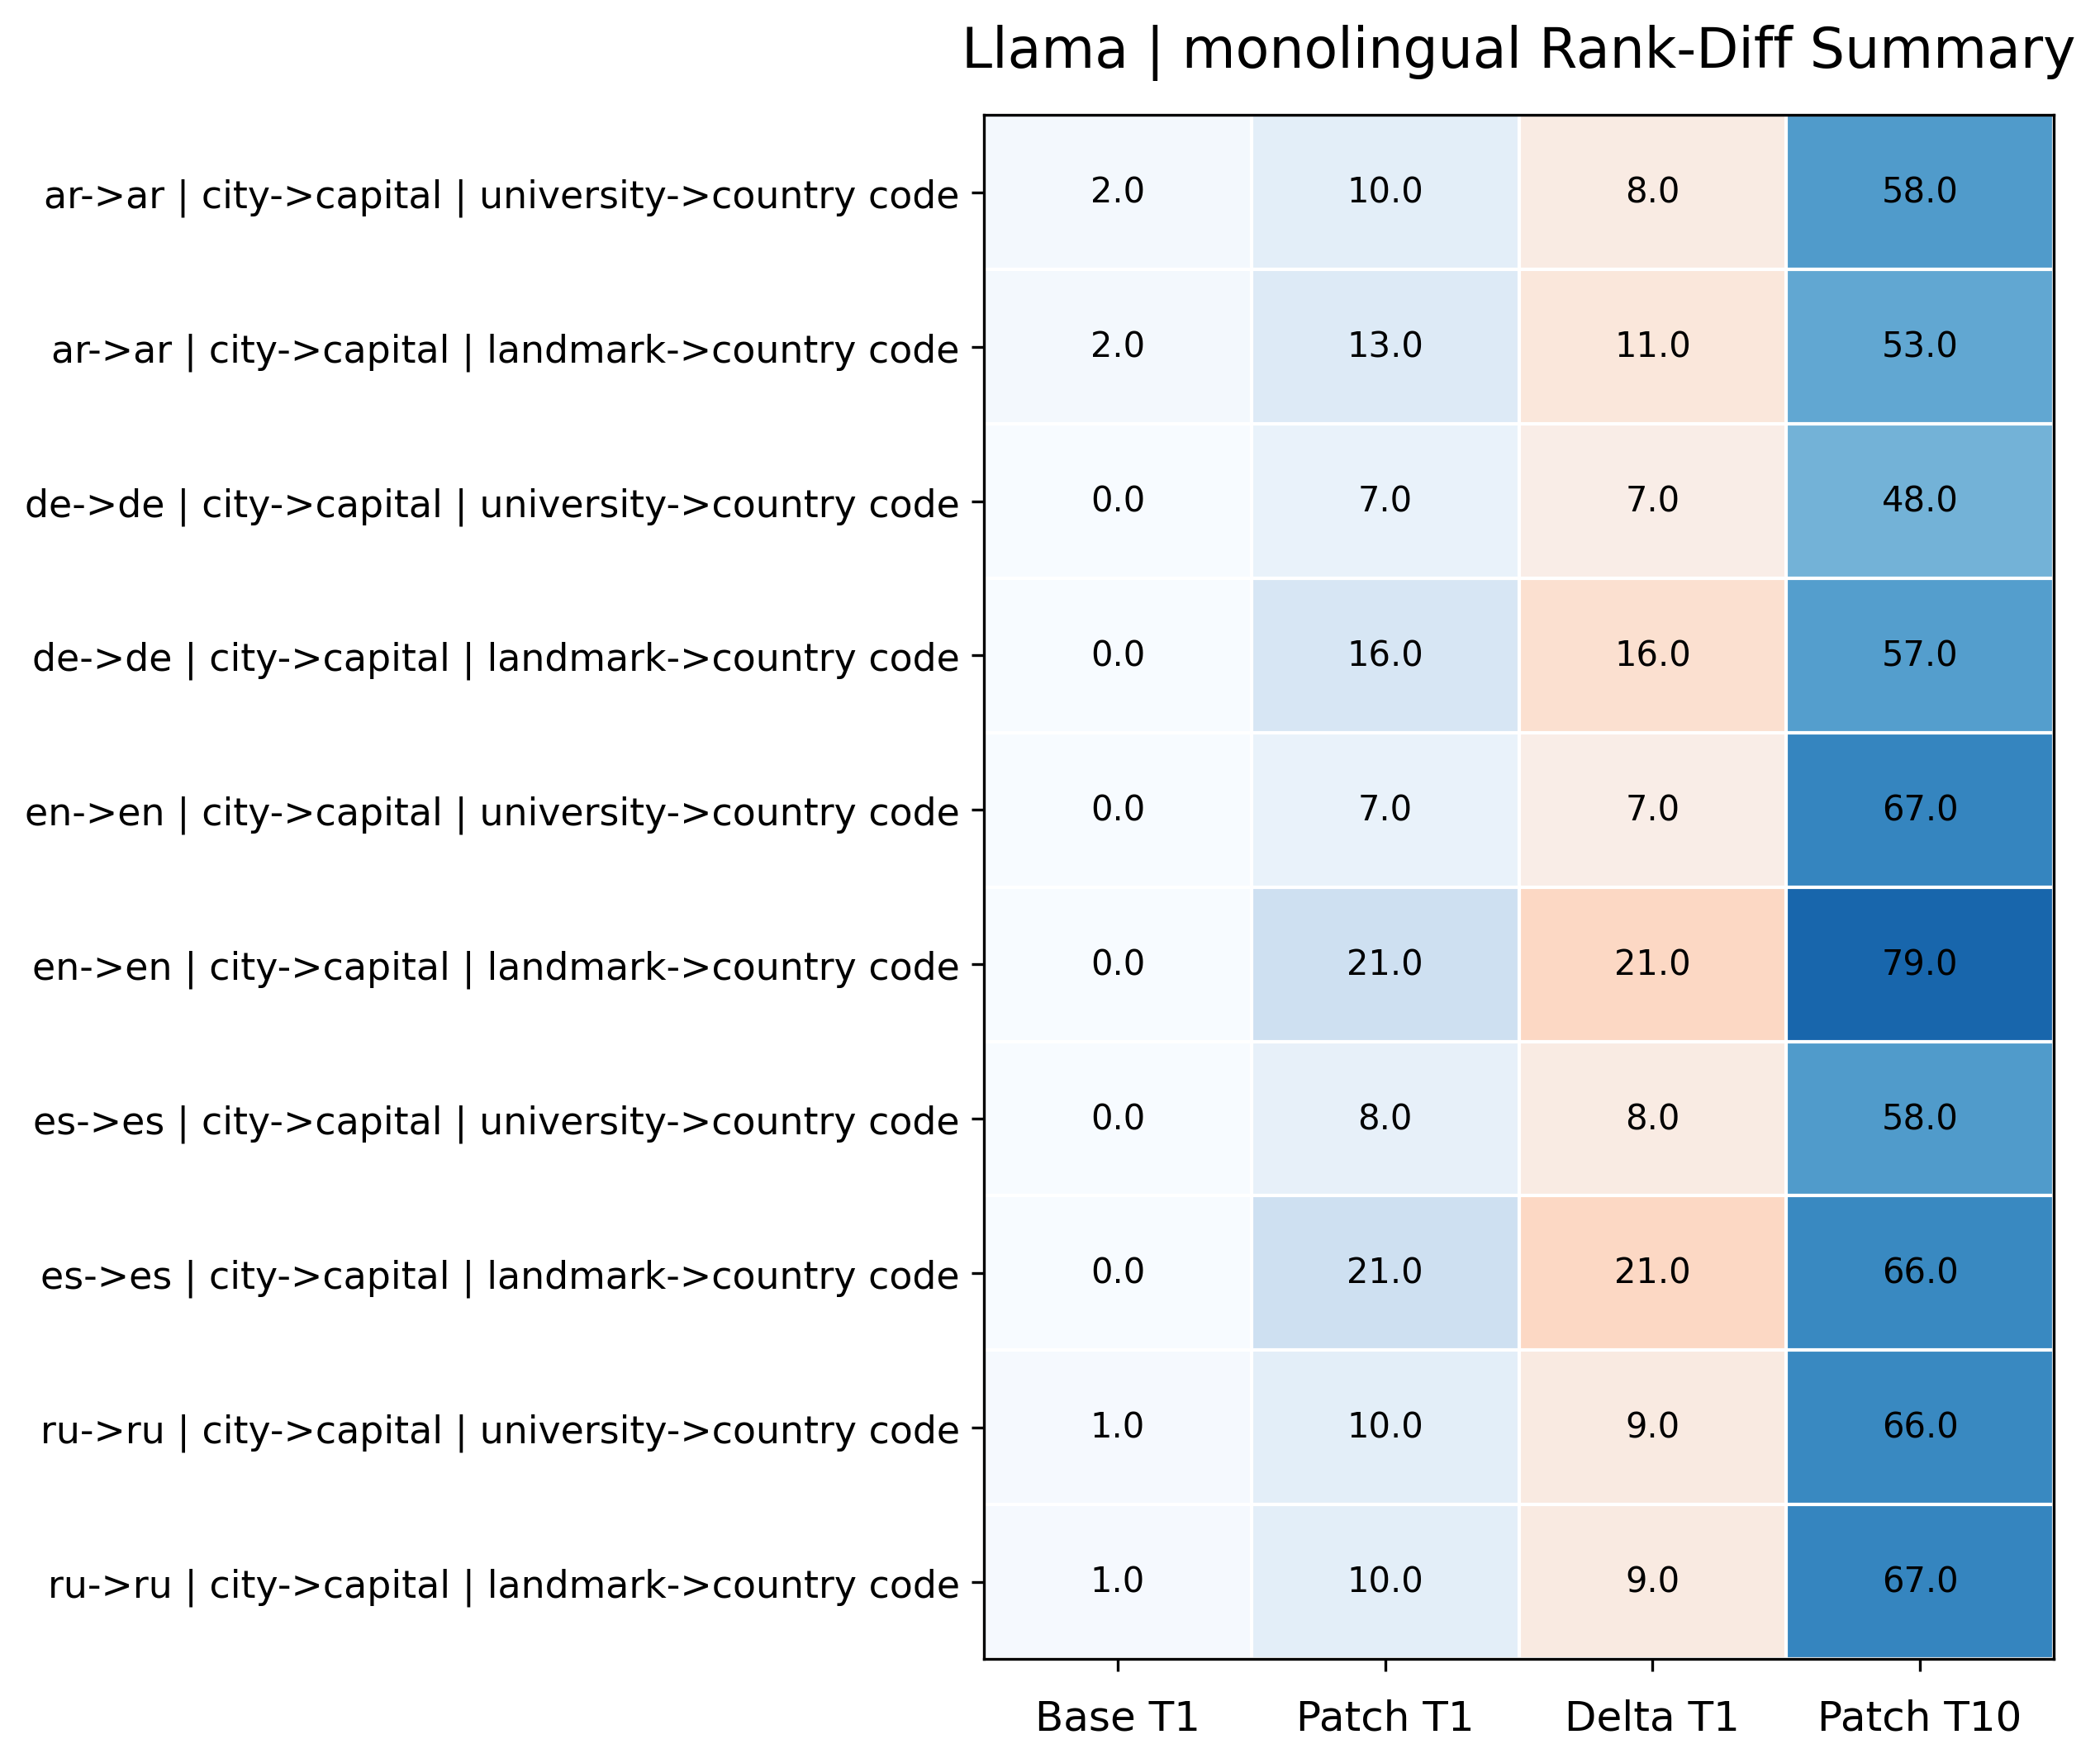 Llama | monolingual Rank-Diff Summary
ar->ar | city->capital | university->country code 2.0 10.0 8.0 58.0
ar->ar | city->capital | landmark->country code 2.0 13.0 11.0 53.0
de->de | city->capital | university->country code 0.0 7.0 7.0 48.0
de->de | city->capital | landmark->country code 0.0 16.0 16.0 57.0
en->en | city->capital | university->country code 0.0 7.0 7.0 67.0
en->en | city->capital | landmark->country code 0.0 21.0 21.0 79.0
es->es | city->capital | university->country code 0.0 8.0 8.0 58.0
es->es | city->capital | landmark->country code 0.0 21.0 21.0 66.0
ru->ru | city->capital | university->country code 1.0 10.0 9.0 66.0
ru->ru | city->capital | landmark->country code 1.0 10.0 9.0 67.0
Base T1 Patch T1 Delta T1 Patch T10